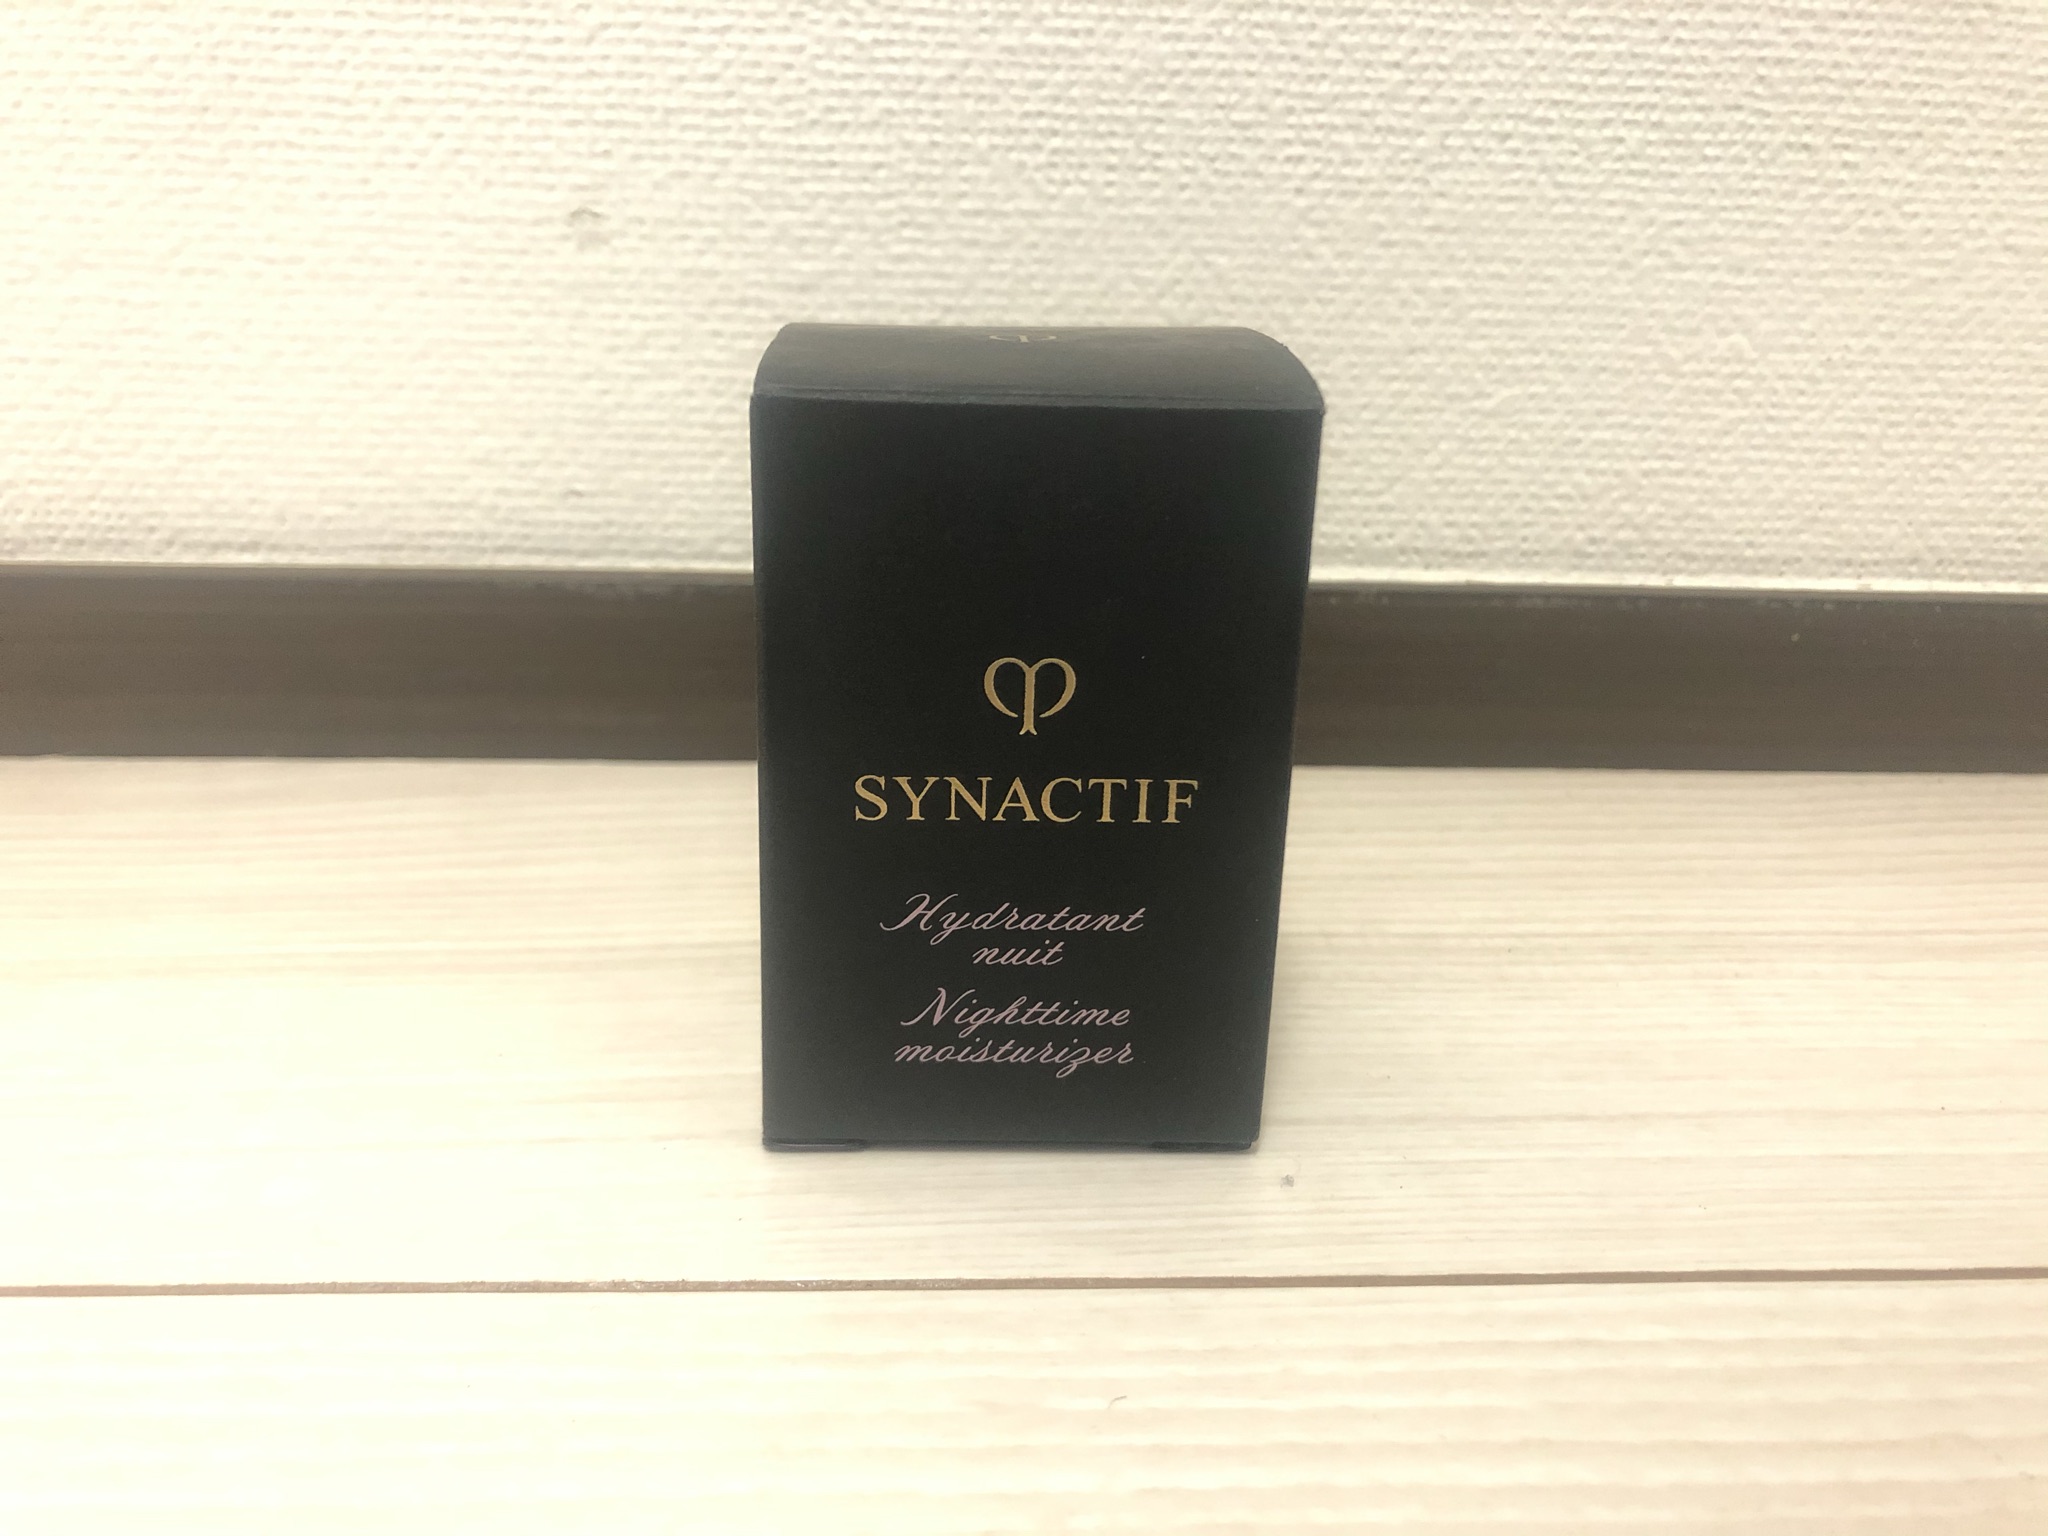 SYNACTIF
Hydratant
nuit
Nighttime
moisturizer